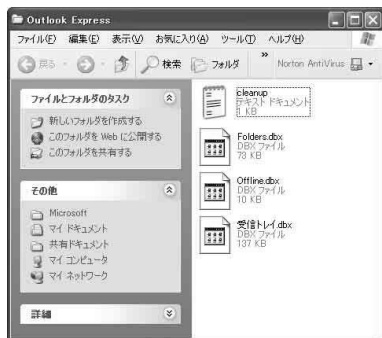 Outlook Express
ファイル(F) 編集(E) 表示(V) お気に入り(A) ツール(T) ヘルプ(H)
戻る 検索 フォルダ » Norton AntiVirus
ファイルとフォルダのタスク
新しいフォルダを作成する
このフォルダを Web に公開する
このフォルダを共有する
その他
Microsoft
マイ ドキュメント
共有ドキュメント
マイ コンピュータ
マイ ネットワーク
詳細
cleanup
テキスト ドキュメント
1 KB
Folders.dbx
DBX ファイル
73 KB
Offline.dbx
DBX ファイル
10 KB
受信トレイ.dbx
DBX ファイル
137 KB